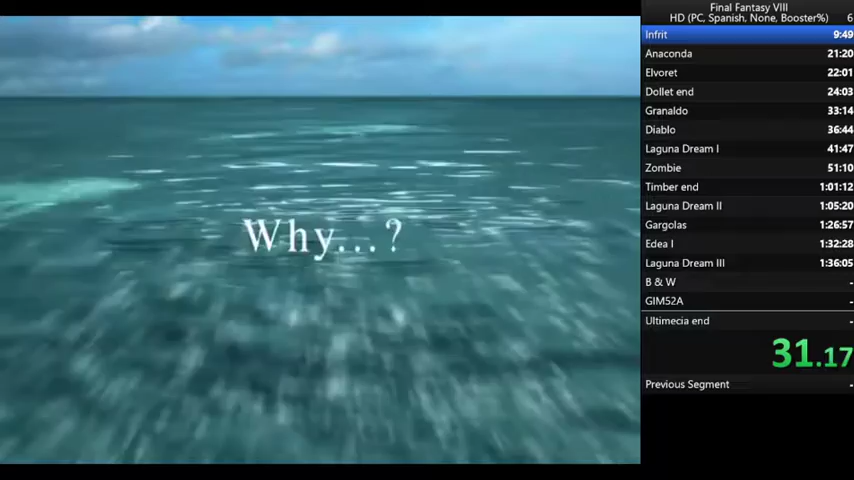 Final Fantasy VIII
HD (PC, Spanish, None, Booster%) 6
Infrit 9:49
Anaconda 21:20
Elvoret 22:01
Dollet end 24:03
Granaldo 33:14
Diablo 36:44
Laguna Dream I 41:47
Zombie 51:10
Timber end 1:01:12
Laguna Dream II 1:05:20
Gargolas 1:26:57
Edea I 1:32:28
Laguna Dream III 1:36:05
B & W -
GIM52A -
Ultimecia end -
31.17
Previous Segment -
Why...?